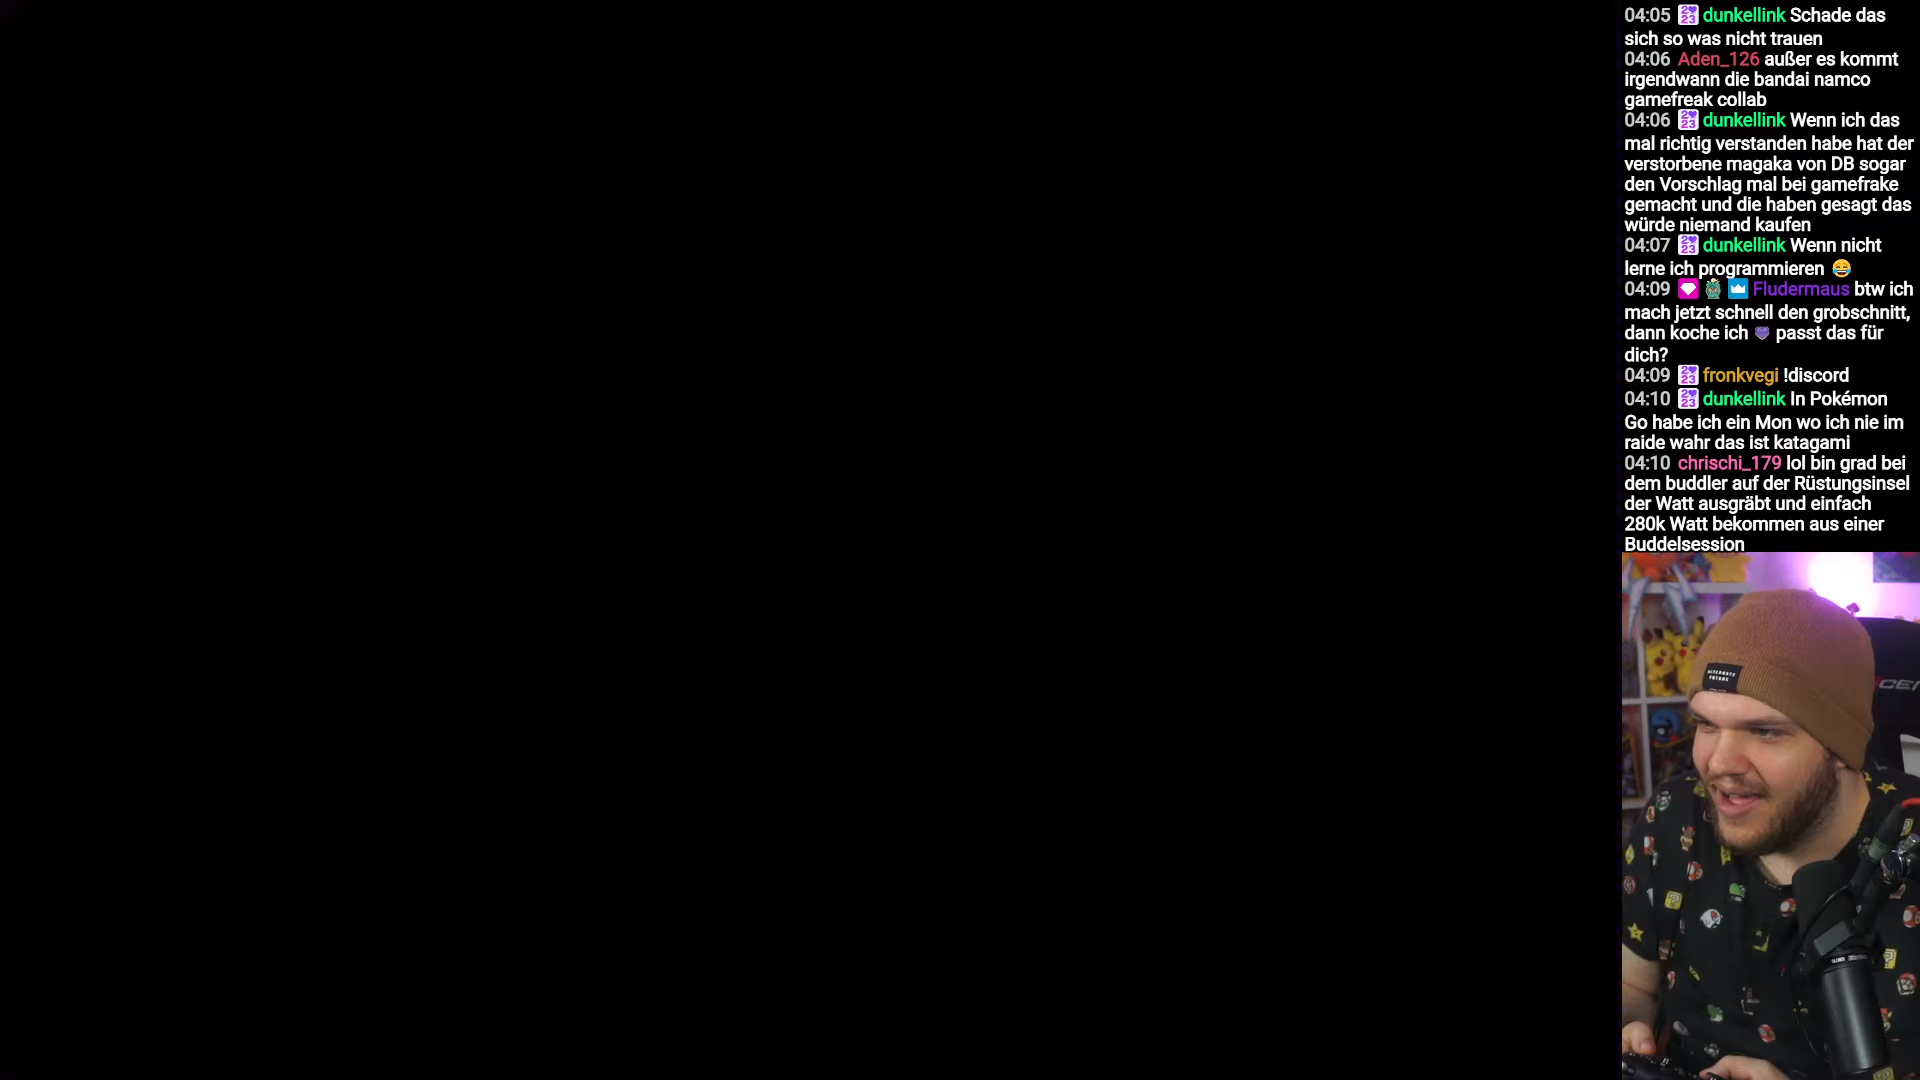 04:05 dunkellink Schade das
sich so was nicht trauen
04:06 Aden_126 außer es kommt
irgendwann die bandai namco
gamefreak collab
04:06 dunkellink Wenn ich das
mal richtig verstanden habe hat der
verstorbene magaka von DB sogar
den Vorschlag mal bei gamefrake
gemacht und die haben gesagt das
würde niemand kaufen
04:07 dunkellink Wenn nicht
lerne ich programmieren 😂
04:09 Fludermaus btw ich
mach jetzt schnell den grobschnitt,
dann koche ich 💜 passt das für
dich?
04:09 fronkvegi !discord
04:10 dunkellink In Pokémon
Go habe ich ein Mon wo ich nie im
raide wahr das ist katagami
04:10 chrischi_179 lol bin grad bei
dem buddler auf der Rüstungsinsel
der Watt ausgräbt und einfach
280k Watt bekommen aus einer
Buddelsession